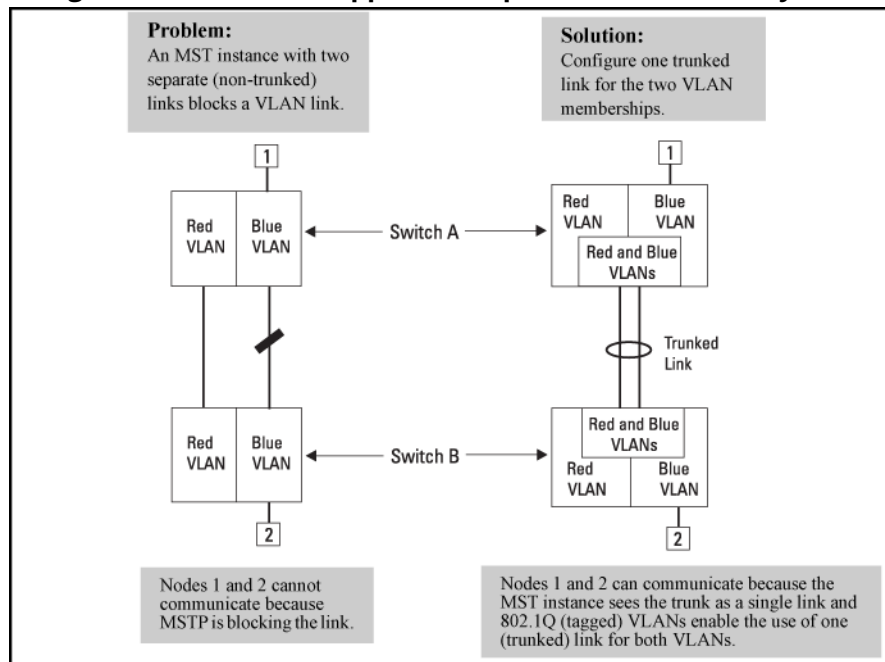 Problem:
An MST instance with two
separate (non-trunked)
links blocks a VLAN link.
Solution:
Configure one trunked
link for the two VLAN
memberships.
1
1
Red
VLAN
Blue
VLAN
Switch A
Red
VLAN
Blue
VLAN
Red and Blue
VLANs
Trunked
Link
Red
VLAN
Blue
VLAN
Switch B
Red and Blue
VLANs
Red
VLAN
Blue
VLAN
2
2
Nodes 1 and 2 cannot
communicate because
MSTP is blocking the link.
Nodes 1 and 2 can communicate because the
MST instance sees the trunk as a single link and
802.1Q (tagged) VLANs enable the use of one
(trunked) link for both VLANs.